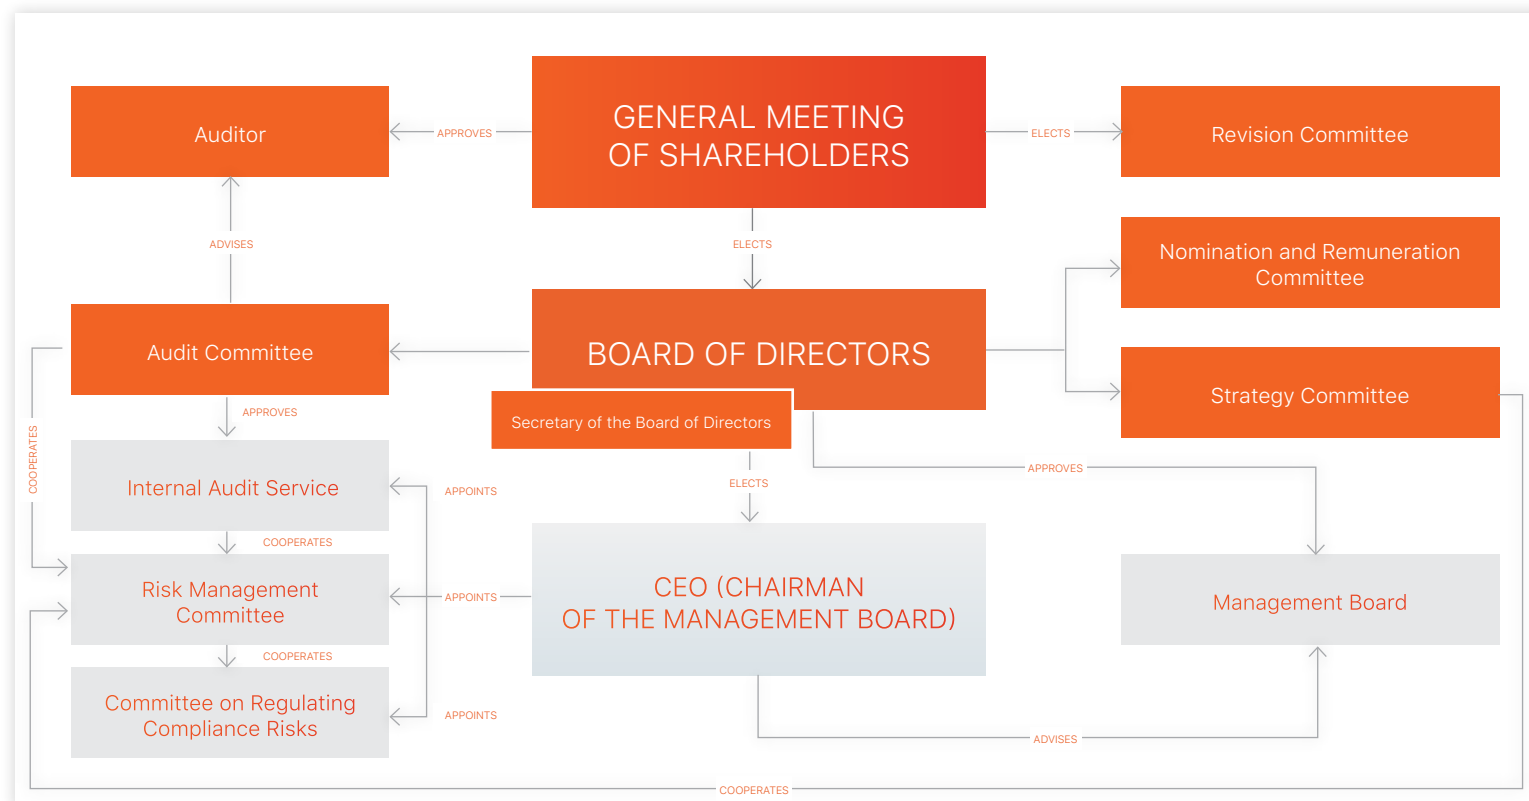 GENERAL MEETING
OF SHAREHOLDERS
Auditor
APPROVES
ELECTS
Revision Committee
ADVISES
ELECTS
Nomination and Remuneration
Committee
Audit Committee
BOARD OF DIRECTORS
Strategy Committee
APPROVES
Secretary of the Board of Directors
COOPERATES
APPROVES
Internal Audit Service
APPOINTS
ELECTS
COOPERATES
Risk Management
Committee
APPOINTS
CEO (CHAIRMAN
OF THE MANAGEMENT BOARD)
Management Board
COOPERATES
Committee on Regulating
Compliance Risks
APPOINTS
ADVISES
COOPERATES